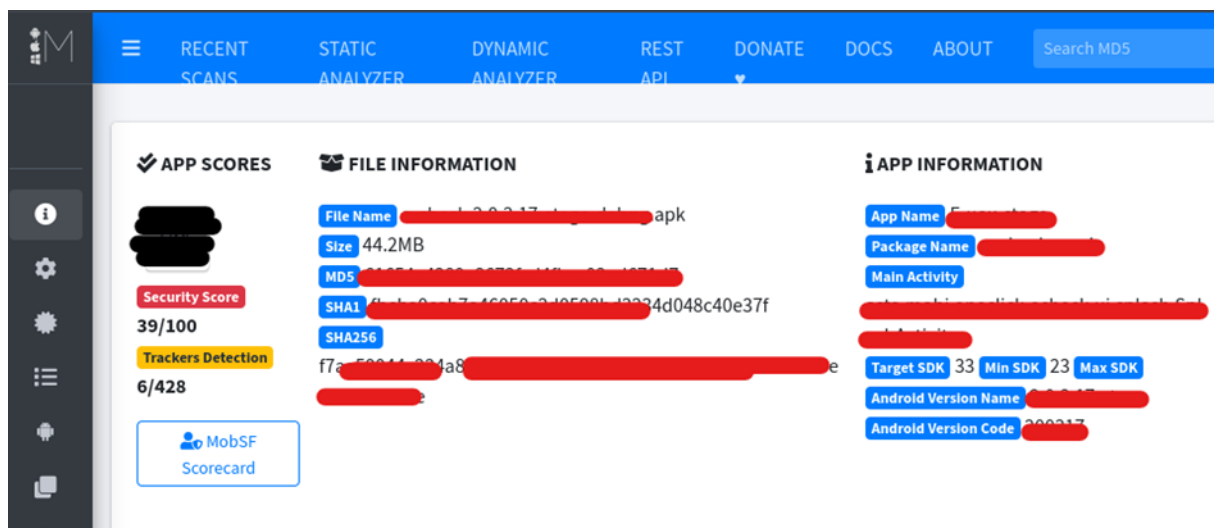 M
RECENT SCANS
STATIC ANALYZER
DYNAMIC ANALYZER
REST API
DONATE ♥
DOCS
ABOUT
Search MD5
APP SCORES
Security Score
39/100
Trackers Detection
6/428
MobSF
Scorecard
FILE INFORMATION
File Name .apk
Size 44.2MB
MD5
SHA1 34d048c40e37f
SHA256
f7a 4a8 e
e
APP INFORMATION
App Name
Package Name
Main Activity
Target SDK 33 Min SDK 23 Max SDK
Android Version Name
Android Version Code